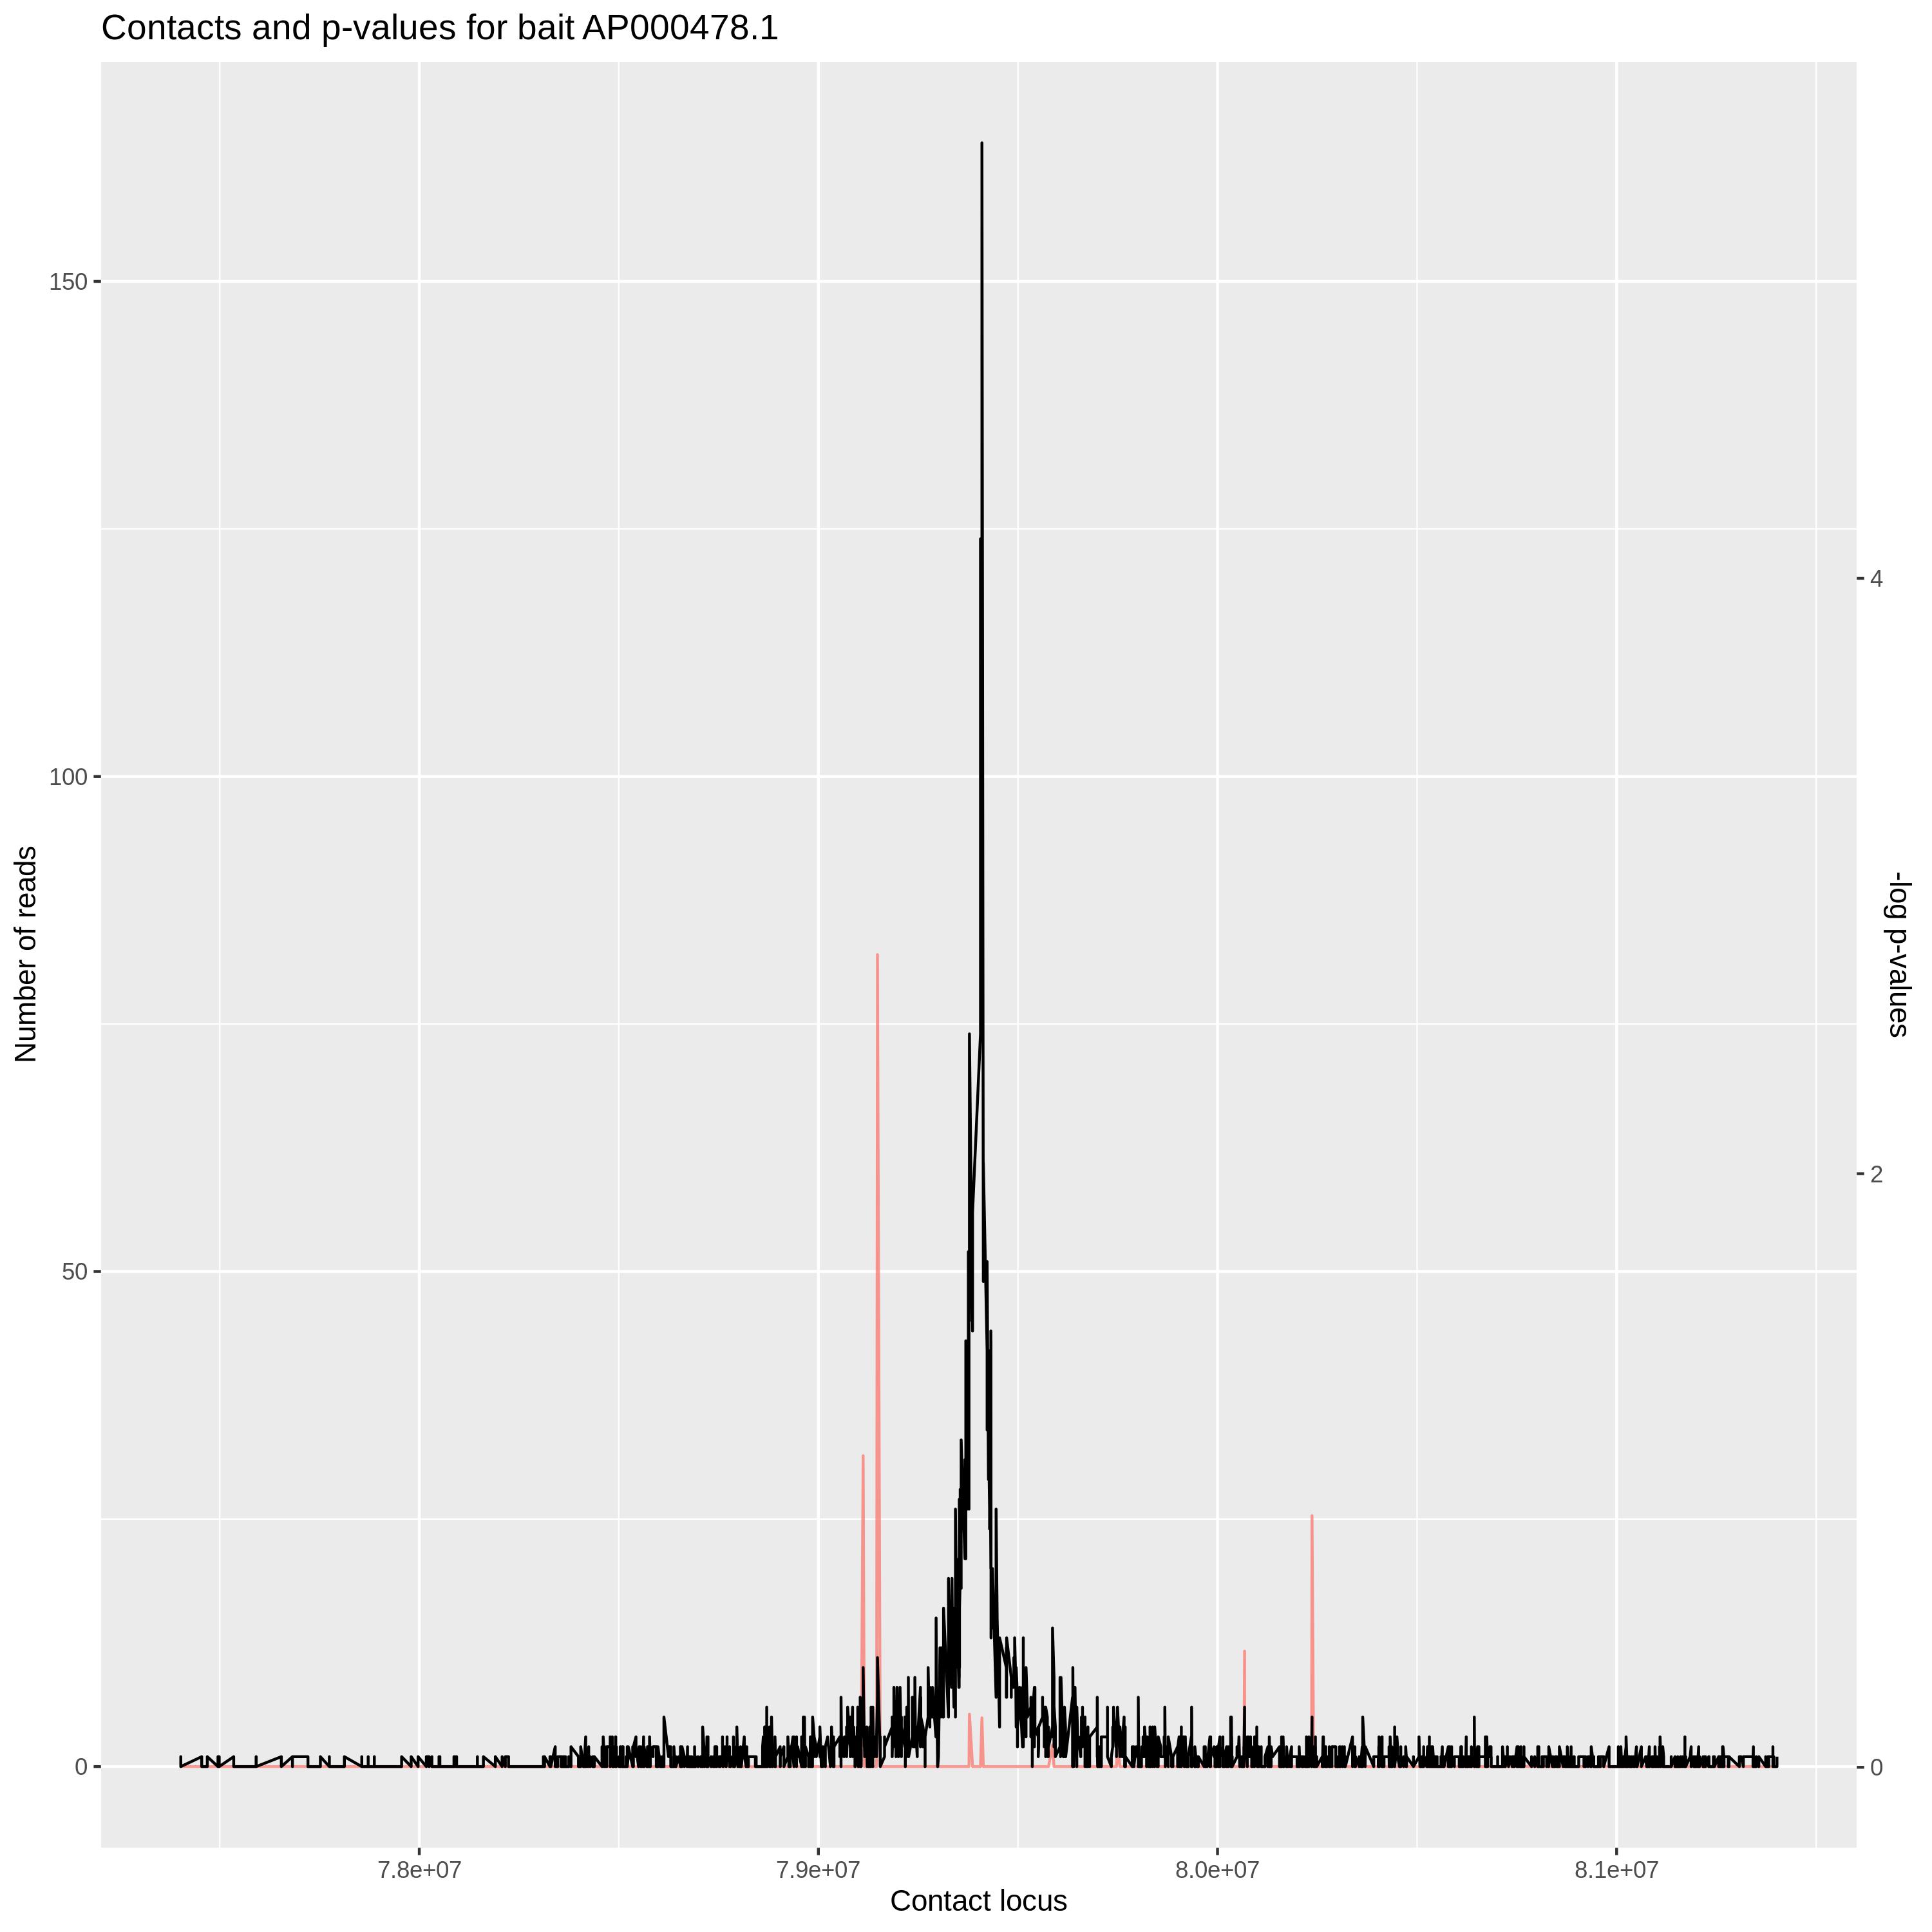 Contacts and p-values for bait AP000478.1
150
100
50
0
Number of reads
4
2
0
-log p-values
7.8e+07
7.9e+07
8.0e+07
8.1e+07
Contact locus